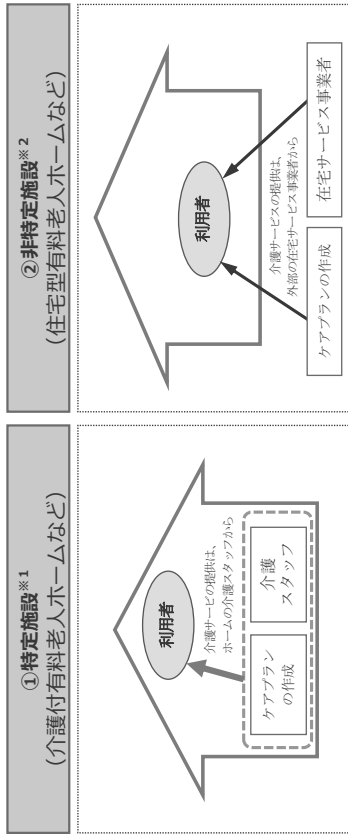 ①特定施設※1
(介護付有料老人ホームなど)
利用者
介護サービの提供は、
ホームの介護スタッフから
ケアプラン
の作成
介護
スタッフ
②非特定施設※2
(住宅型有料老人ホームなど)
利用者
介護サービスの提供は、
外部の在宅サービス事業者から
ケアプランの作成
在宅サービス事業者